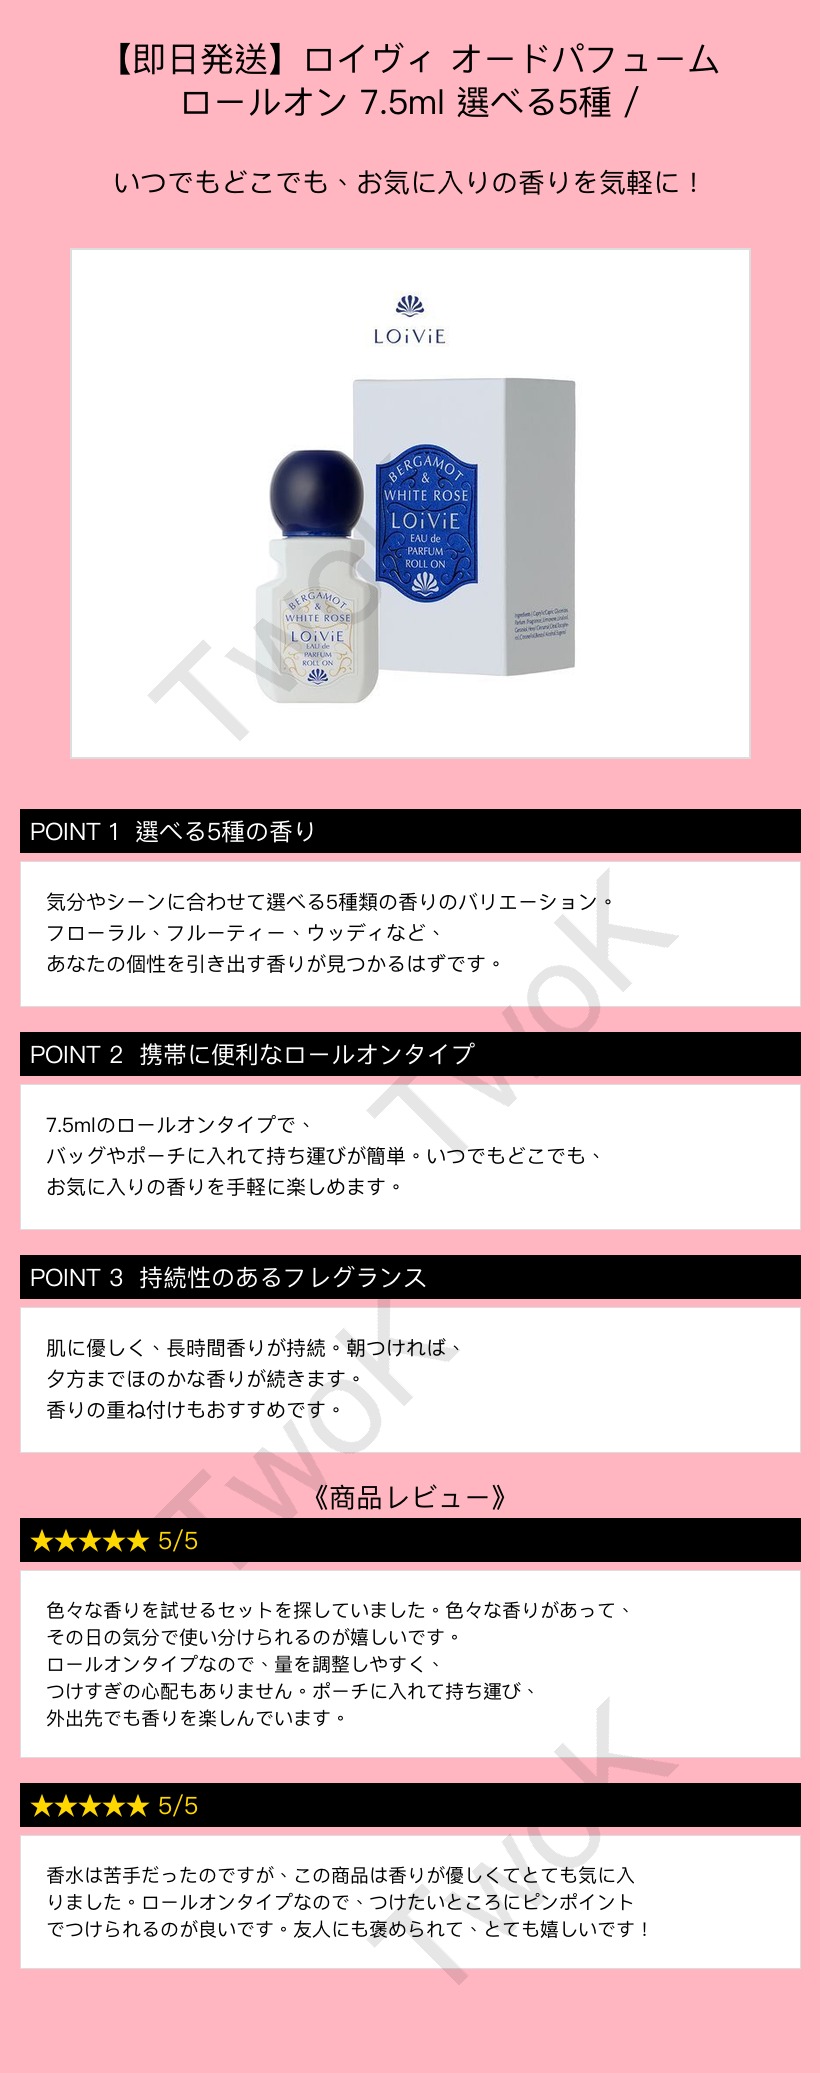 【即日発送】ロイヴィ オードパフューム
ロールオン 7.5ml 選べる5種 /
いつでもどこでも、お気に入りの香りを気軽に！
LOiViE
BERGAMOT
&
WHITE ROSE
LOiViE
EAU de
PARFUM
ROLL ON
BERGAMOT
&
WHITE ROSE
LOiViE
EAU de
PARFUM
ROLL ON
TwoK
POINT 1 選べる5種の香り
気分やシーンに合わせて選べる5種類の香りのバリエーション。
フローラル、フルーティー、ウッディなど、
あなたの個性を引き出す香りが見つかるはずです。
TwoK
POINT 2 携帯に便利なロールオンタイプ
7.5mlのロールオンタイプで、
バッグやポーチに入れて持ち運びが簡単。いつでもどこでも、
お気に入りの香りを手軽に楽しめます。
POINT 3 持続性のあるフレグランス
肌に優しく、長時間香りが持続。朝つければ、
夕方までほのかな香りが続きます。
香りの重ね付けもおすすめです。
TwoK
《商品レビュー》
★★★★★ 5/5
色々な香りを試せるセットを探していました。色々な香りがあって、
その日の気分で使い分けられるのが嬉しいです。
ロールオンタイプなので、量を調整しやすく、
つけすぎの心配もありません。ポーチに入れて持ち運び、
外出先でも香りを楽しんでいます。
★★★★★ 5/5
香水は苦手だったのですが、この商品は香りが優しくてとても気に入
りました。ロールオンタイプなので、つけたいところにピンポイント
でつけられるのが良いです。友人にも褒められて、とても嬉しいです！
TwoK